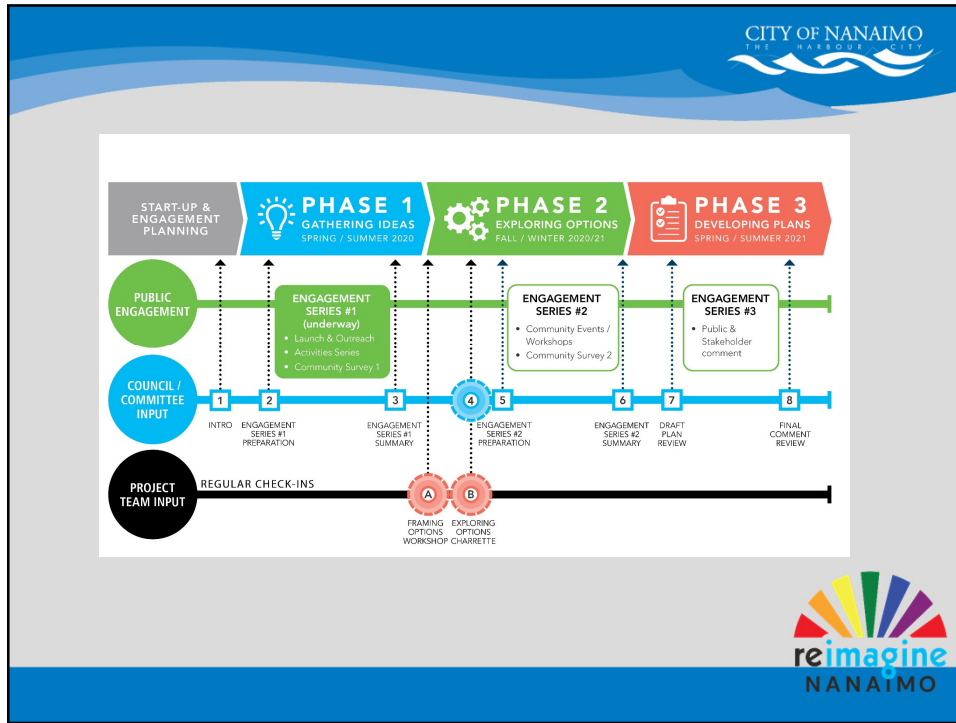 CITY OF NANAIMO
THE HARBOUR CITY
START-UP &
ENGAGEMENT
PLANNING
PHASE 1
GATHERING IDEAS
SPRING / SUMMER 2020
PHASE 2
EXPLORING OPTIONS
FALL / WINTER 2020/21
PHASE 3
DEVELOPING PLANS
SPRING / SUMMER 2021
PUBLIC
ENGAGEMENT
ENGAGEMENT
SERIES #1
(underway)
• Launch & Outreach
• Activities Series
• Community Survey 1
ENGAGEMENT
SERIES #2
• Community Events /
Workshops
• Community Survey 2
ENGAGEMENT
SERIES #3
• Public &
Stakeholder
comment
COUNCIL /
COMMITTEE
INPUT
1
INTRO
2
ENGAGEMENT
SERIES #1
PREPARATION
3
ENGAGEMENT
SERIES #1
SUMMARY
4
5
ENGAGEMENT
SERIES #2
PREPARATION
6
ENGAGEMENT
SERIES #2
SUMMARY
7
DRAFT
PLAN
REVIEW
8
FINAL
COMMENT
REVIEW
PROJECT
TEAM INPUT
REGULAR CHECK-INS
A
FRAMING
OPTIONS
WORKSHOP
B
EXPLORING
OPTIONS
CHARRETTE
reimagine
NANAIMO